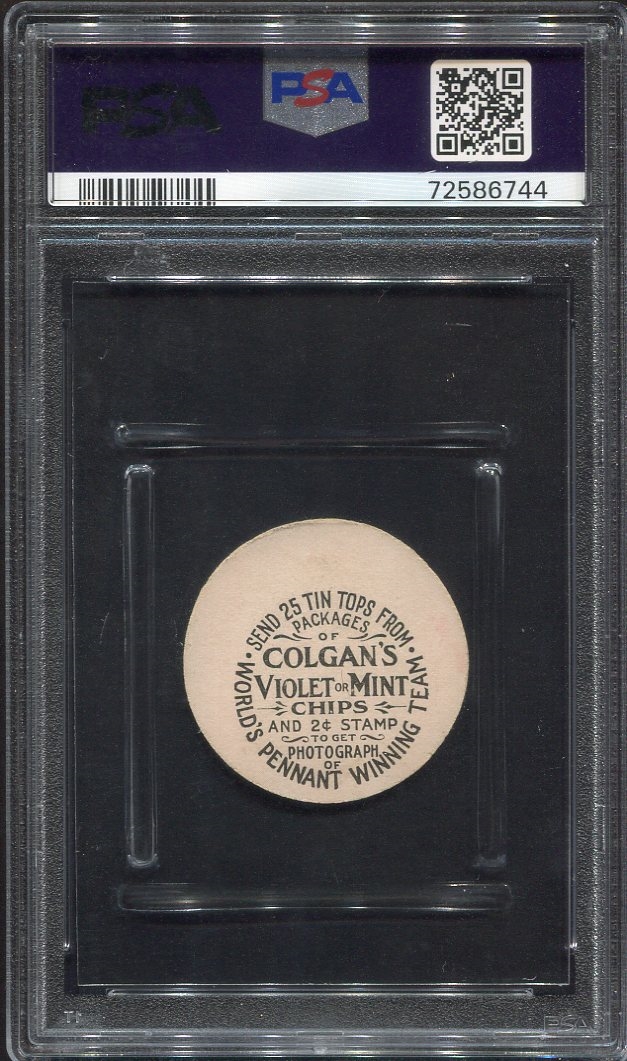 PSA
PSA
72586744
• SEND 25 TIN TOPS FROM •
PACKAGES
OF
COLGAN'S
VIOLET OR MINT
CHIPS
AND 2¢ STAMP
TO GET
PHOTOGRAPH
OF
WORLD'S PENNANT WINNING TEAM
PSA